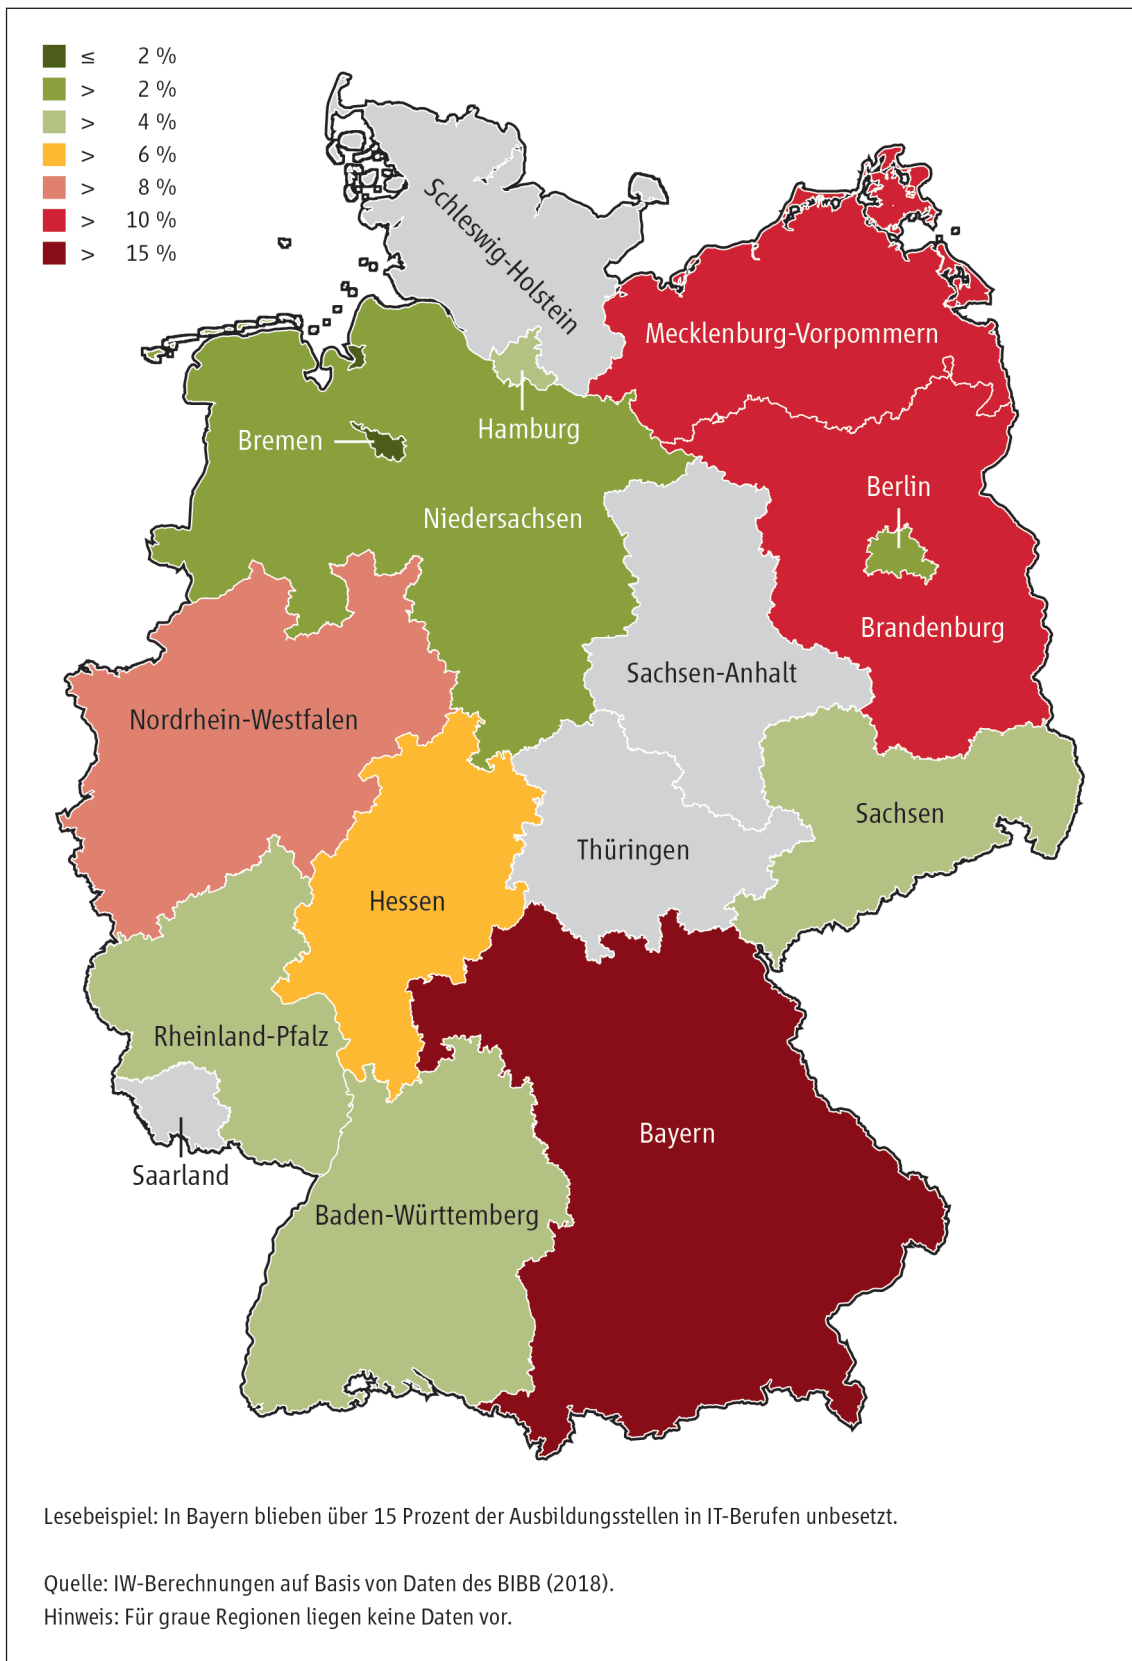 ≤ 2 %
> 2 %
> 4 %
> 6 %
> 8 %
> 10 %
> 15 %
Schleswig-Holstein
Mecklenburg-Vorpommern
Hamburg
Bremen
Berlin
Niedersachsen
Brandenburg
Sachsen-Anhalt
Nordrhein-Westfalen
Sachsen
Thüringen
Hessen
Rheinland-Pfalz
Bayern
Saarland
Baden-Württemberg
Lesebeispiel: In Bayern blieben über 15 Prozent der Ausbildungsstellen in IT-Berufen unbesetzt.
Quelle: IW-Berechnungen auf Basis von Daten des BIBB (2018).
Hinweis: Für graue Regionen liegen keine Daten vor.